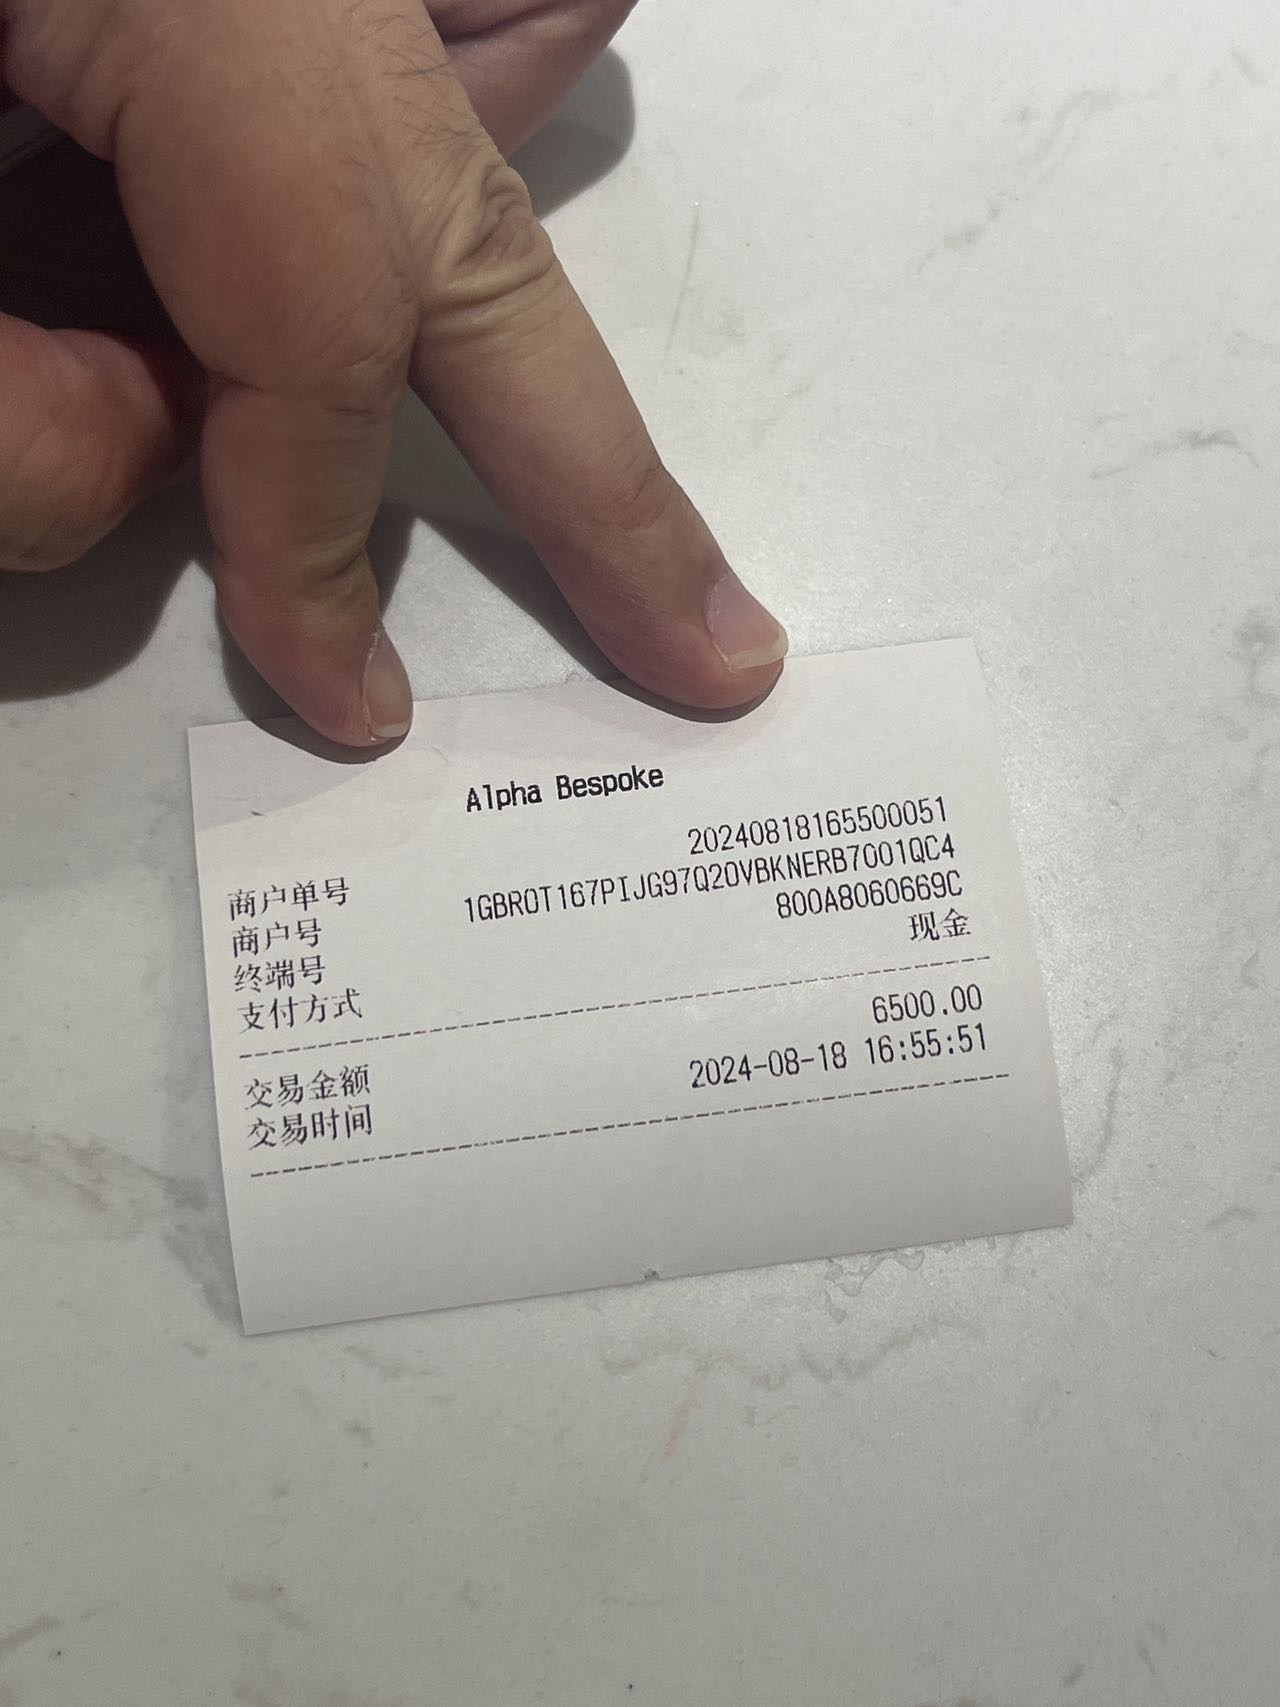 Alpha Bespoke
商户单号 20240818165500051
商户号 1GBR0T167PIJG97Q20VBKNERB7001QC4
终端号 800A8060669C
支付方式 现金
交易金额 6500.00
交易时间 2024-08-18 16:55:51